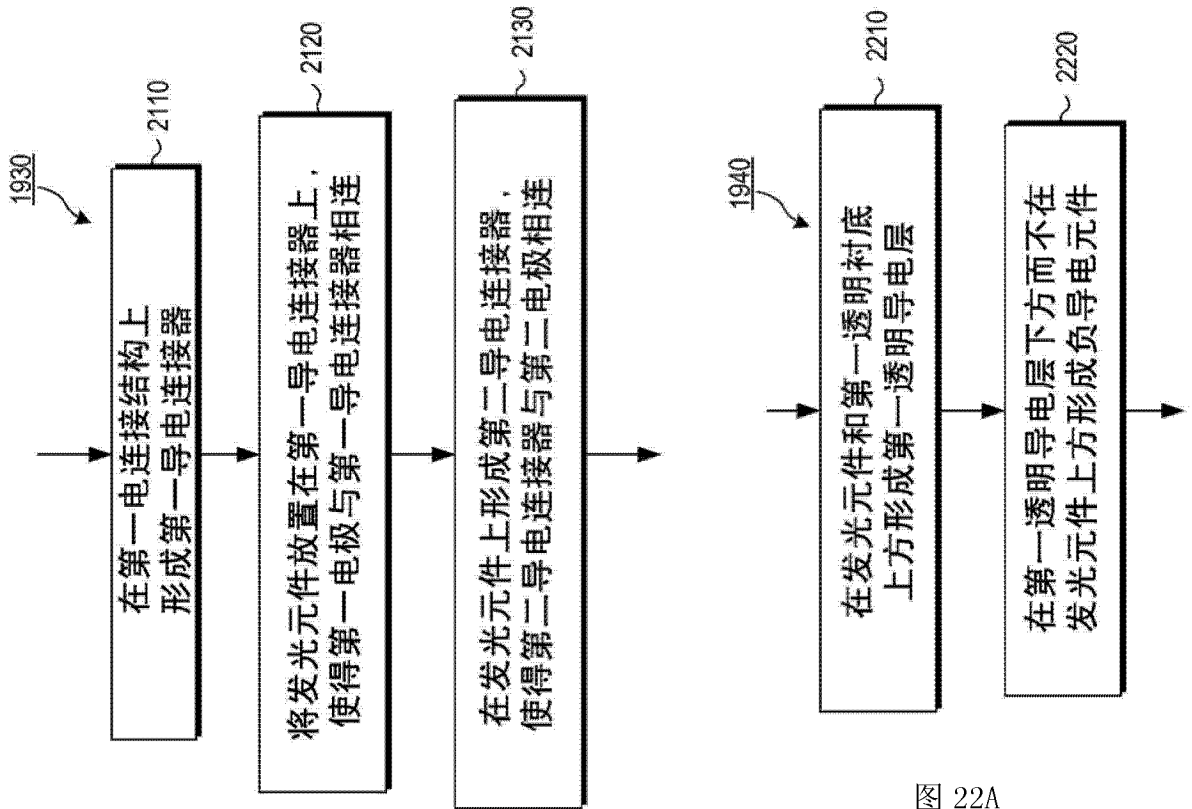 1930
2110
在第一电连接结构上
形成第一导电连接器
2120
将发光元件放置在第一导电连接器上，
使得第一电极与第一导电连接器相连
2130
在发光元件上形成第二导电连接器，
使得第二导电连接器与第二电极相连
1940
2210
在发光元件和第一透明衬底
上方形成第一透明导电层
2220
在第一透明导电层下方而不在
发光元件上方形成负导电元件
图 22A